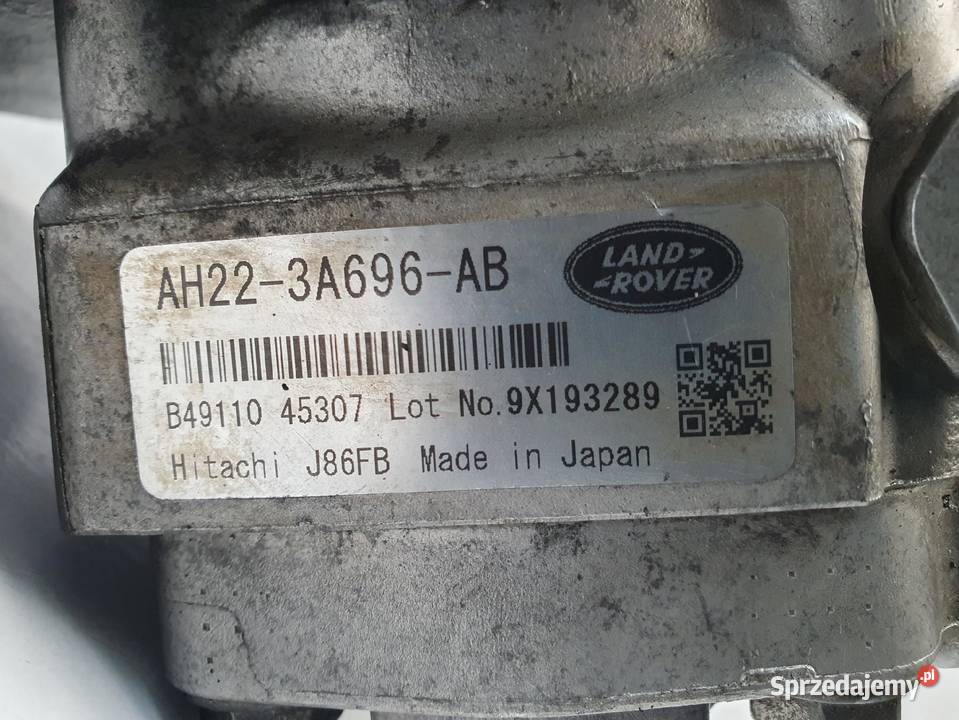 AH22-3A696-AB
LAND-
-ROVER
B49110 45307 Lot No.9X193289
Hitachi J86FB Made in Japan
Sprzedajemy.pl